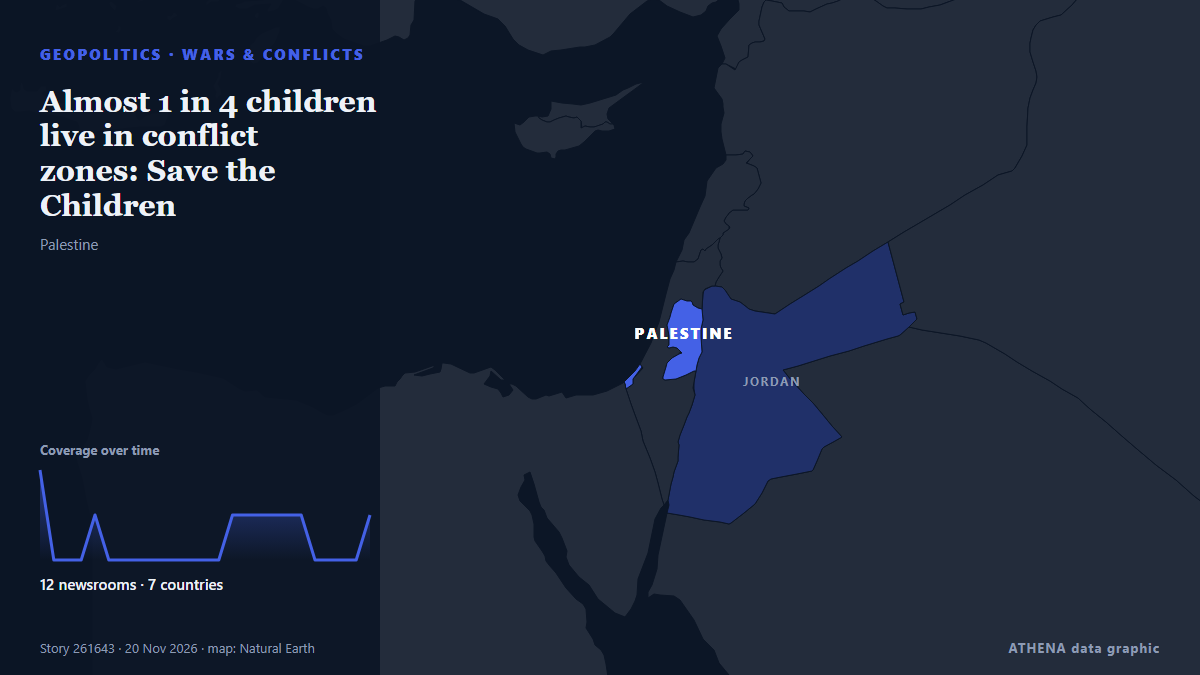 GEOPOLITICS · WARS & CONFLICTS
Almost 1 in 4 children
live in conflict
zones: Save the
Children
Palestine
PALESTINE
JORDAN
Coverage over time
12 newsrooms · 7 countries
Story 261643 · 20 Nov 2026 · map: Natural Earth
ATHENA data graphic